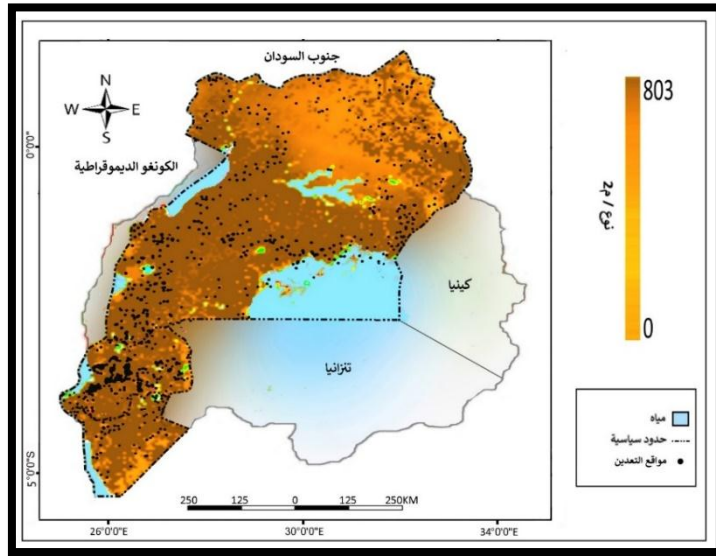 جنوب السودان
N
W E
S
الكونغو الديموقراطية
كينيا
تنزانيا
0°0'0"
5°0'0"S
250 125 0 125 250KM
26°0'0"E 30°0'0"E 34°0'0"E
803
نوع / م2
0
مياه
حدود سياسية
مواقع التعدين